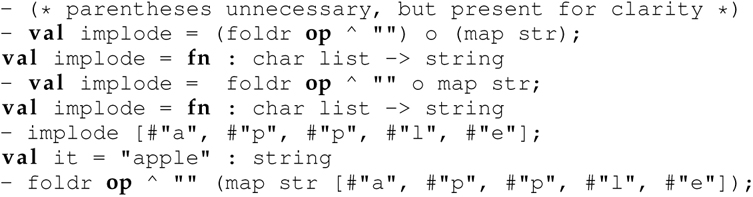 - (* parentheses unnecessary, but present for clarity *)
- val implode = (foldr op ^ "") o (map str);
val implode = fn : char list -> string
- val implode =  foldr op ^ "" o map str;
val implode = fn : char list -> string
- implode [#"a", #"p", #"p", #"l", #"e"];
val it = "apple" : string
- foldr op ^ "" (map str [#"a", #"p", #"p", #"l", #"e"]);